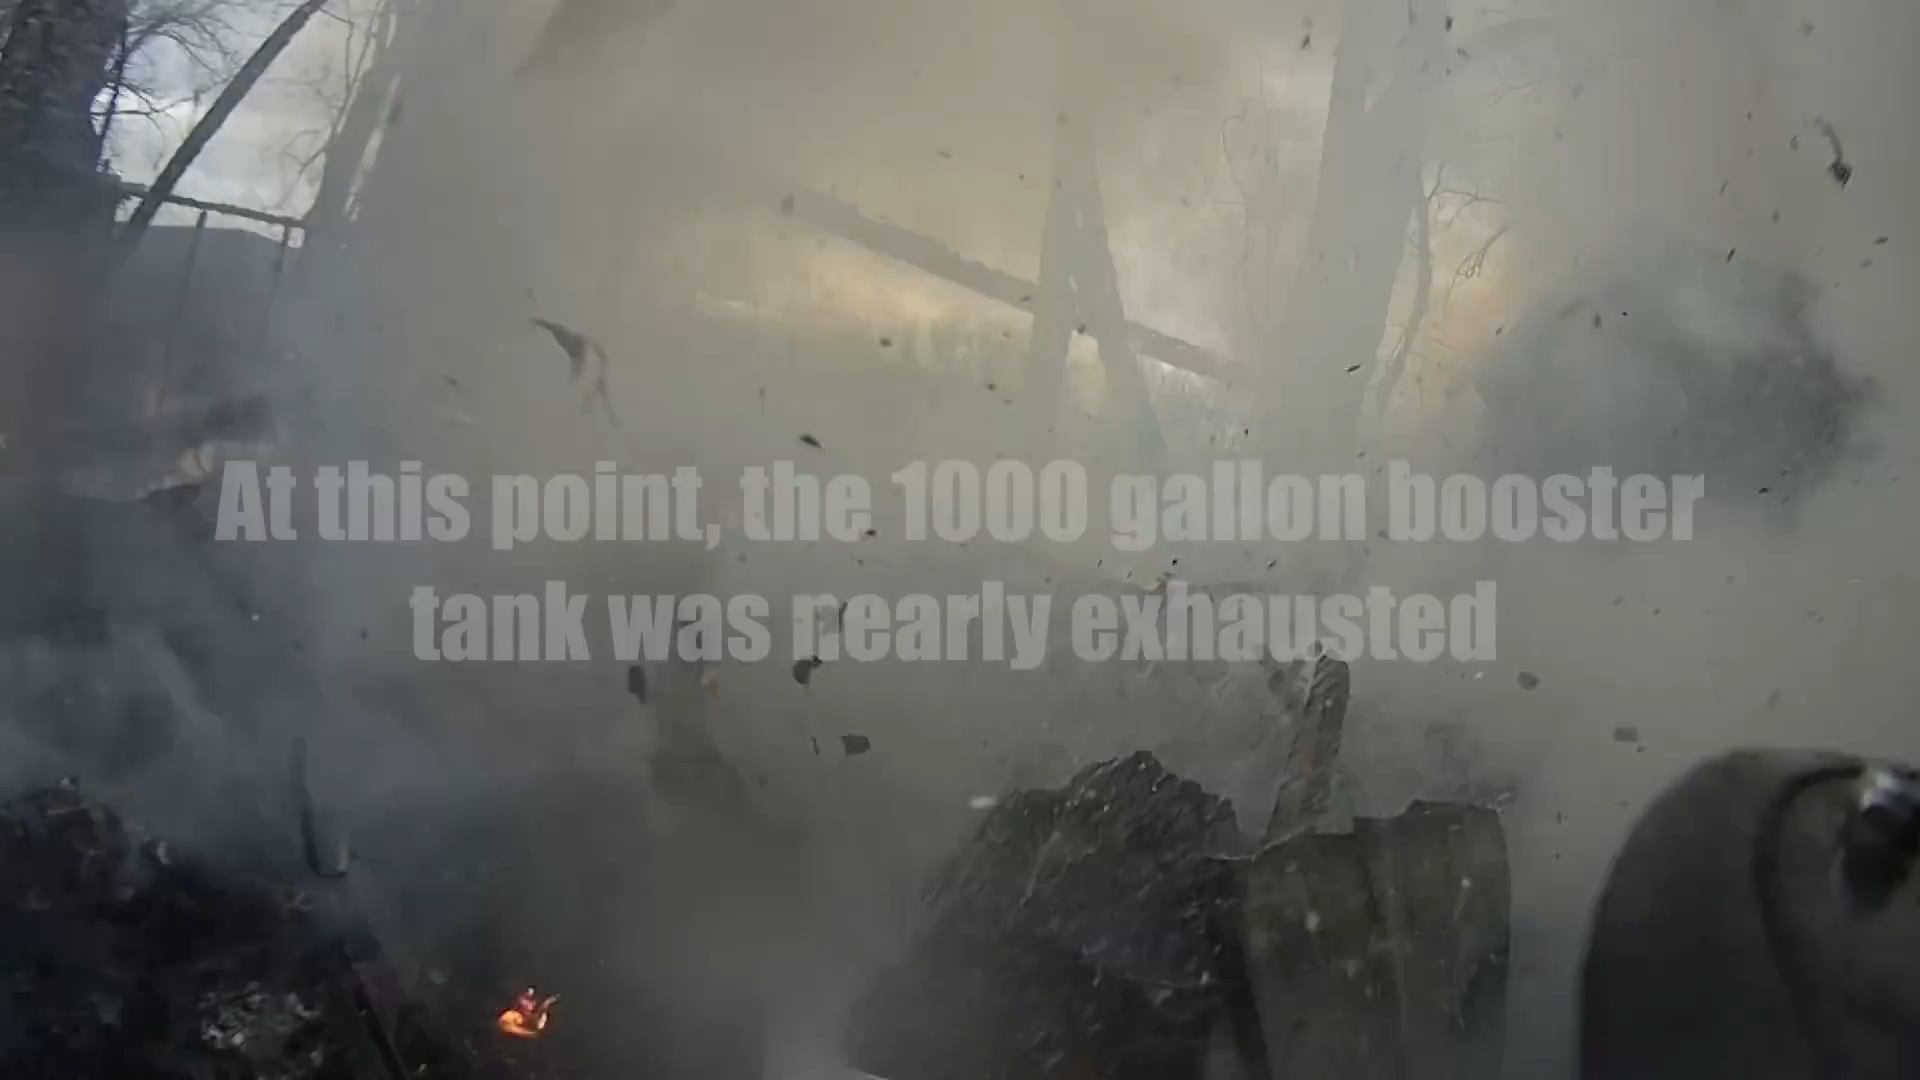 At this point, the 1000 gallon booster
tank was nearly exhausted